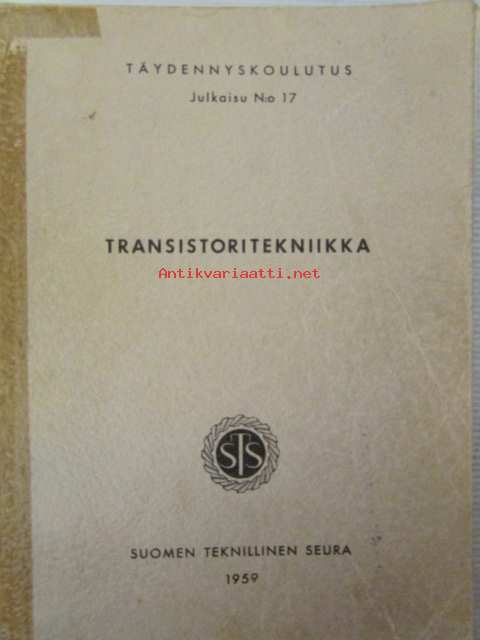 TÄYDENNYSKOULUTUS
Julkaisu N:o 17
TRANSISTORITEKNIIKKA
Antikvariaatti.net
STS
SUOMEN TEKNILLINEN SEURA
1959